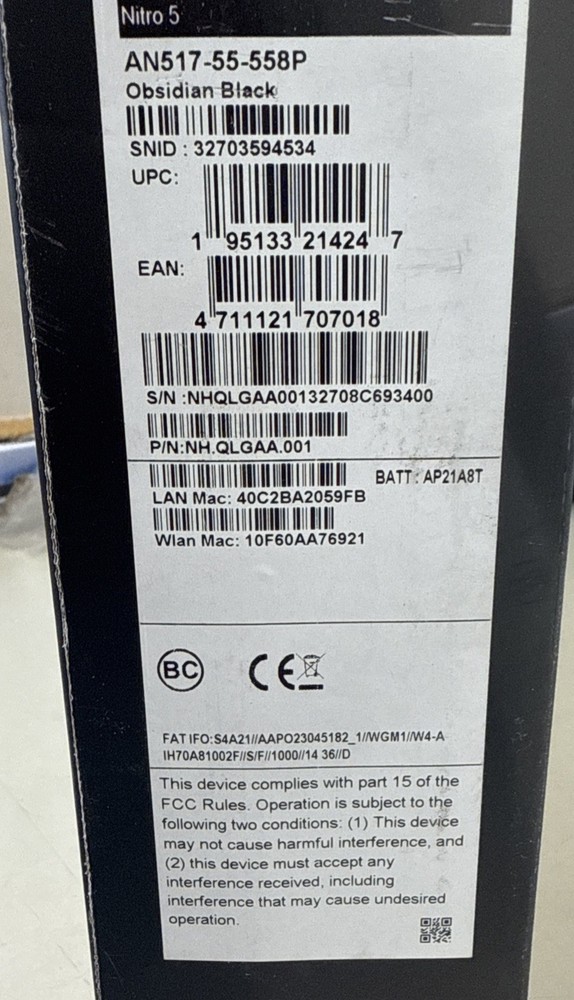 Nitro 5
AN517-55-558P
Obsidian Black
SNID : 32703594534
UPC:
1 95133 21424 7
EAN:
4 711121 707018
S/N :NHQLGAA00132708C693400
P/N:NH.QLGAA.001
BATT : AP21A8T
LAN Mac: 40C2BA2059FB
Wlan Mac: 10F60AA76921
BC CE
FAT IFO:S4A21//AAPO23045182_1//WGM1//W4-A
IH70A81002F//S/F//1000//14 36//D
This device complies with part 15 of the
FCC Rules. Operation is subject to the
following two conditions: (1) This device
may not cause harmful interference, and
(2) this device must accept any
interference received, including
interference that may cause undesired
operation.